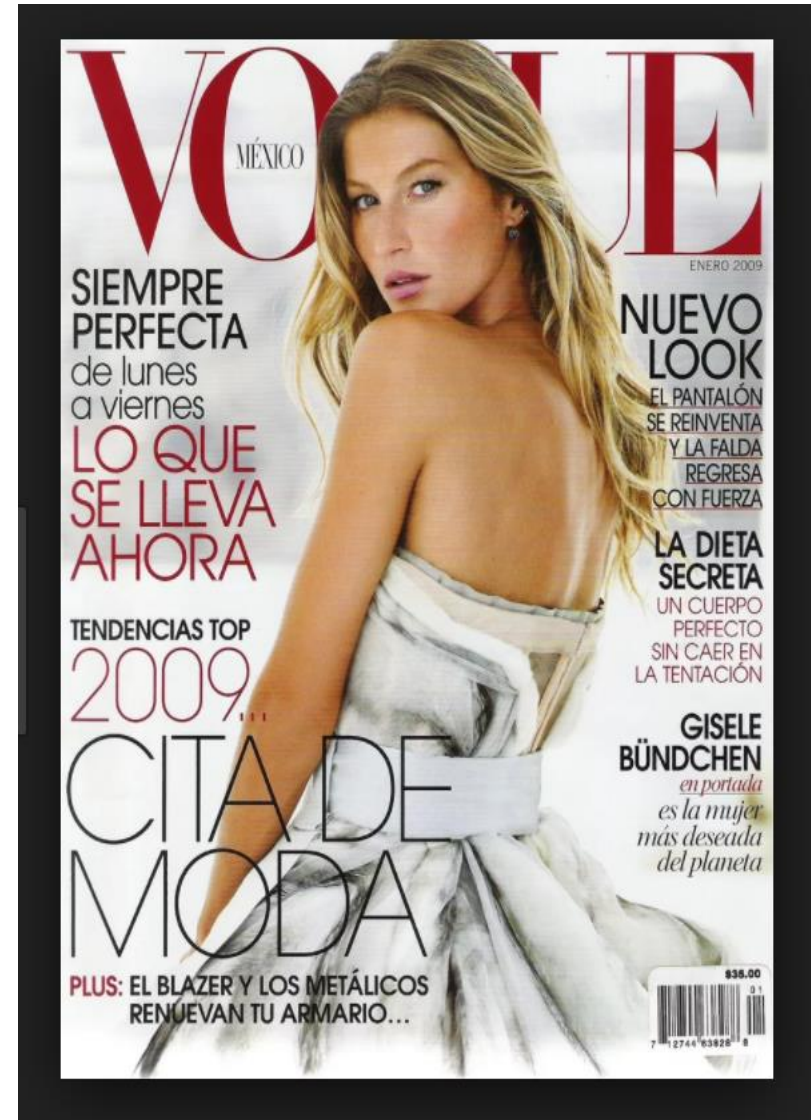 VOGUE
MÉXICO
ENERO 2009
SIEMPRE
PERFECTA
de lunes
a viernes
LO QUE
SE LLEVA
AHORA
TENDENCIAS TOP
2009...
CITA DE
MODA
PLUS: EL BLAZER Y LOS METÁLICOS
RENUEVAN TU ARMARIO...
NUEVO
LOOK
EL PANTALÓN
SE REINVENTA
Y LA FALDA
REGRESA
CON FUERZA
LA DIETA
SECRETA
UN CUERPO
PERFECTO
SIN CAER EN
LA TENTACIÓN
GISELE
BÜNDCHEN
en portada
es la mujer
más deseada
del planeta
$35.00
01
7 12744 63828 8